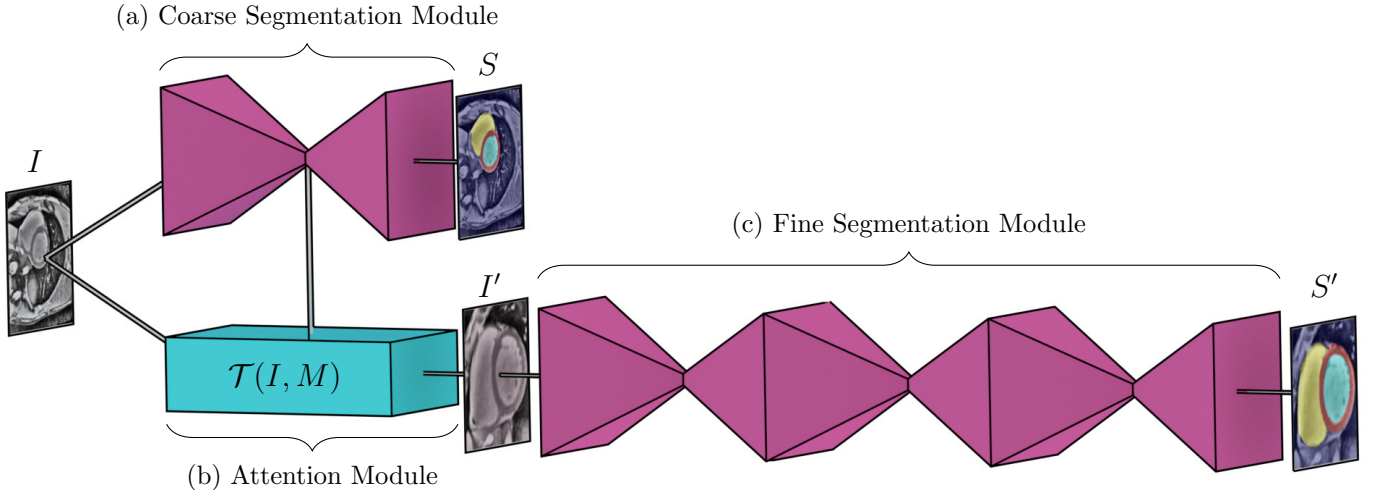 (a) Coarse Segmentation Module
S
I
(c) Fine Segmentation Module
I′
S′
𝒯(I, M)
(b) Attention Module